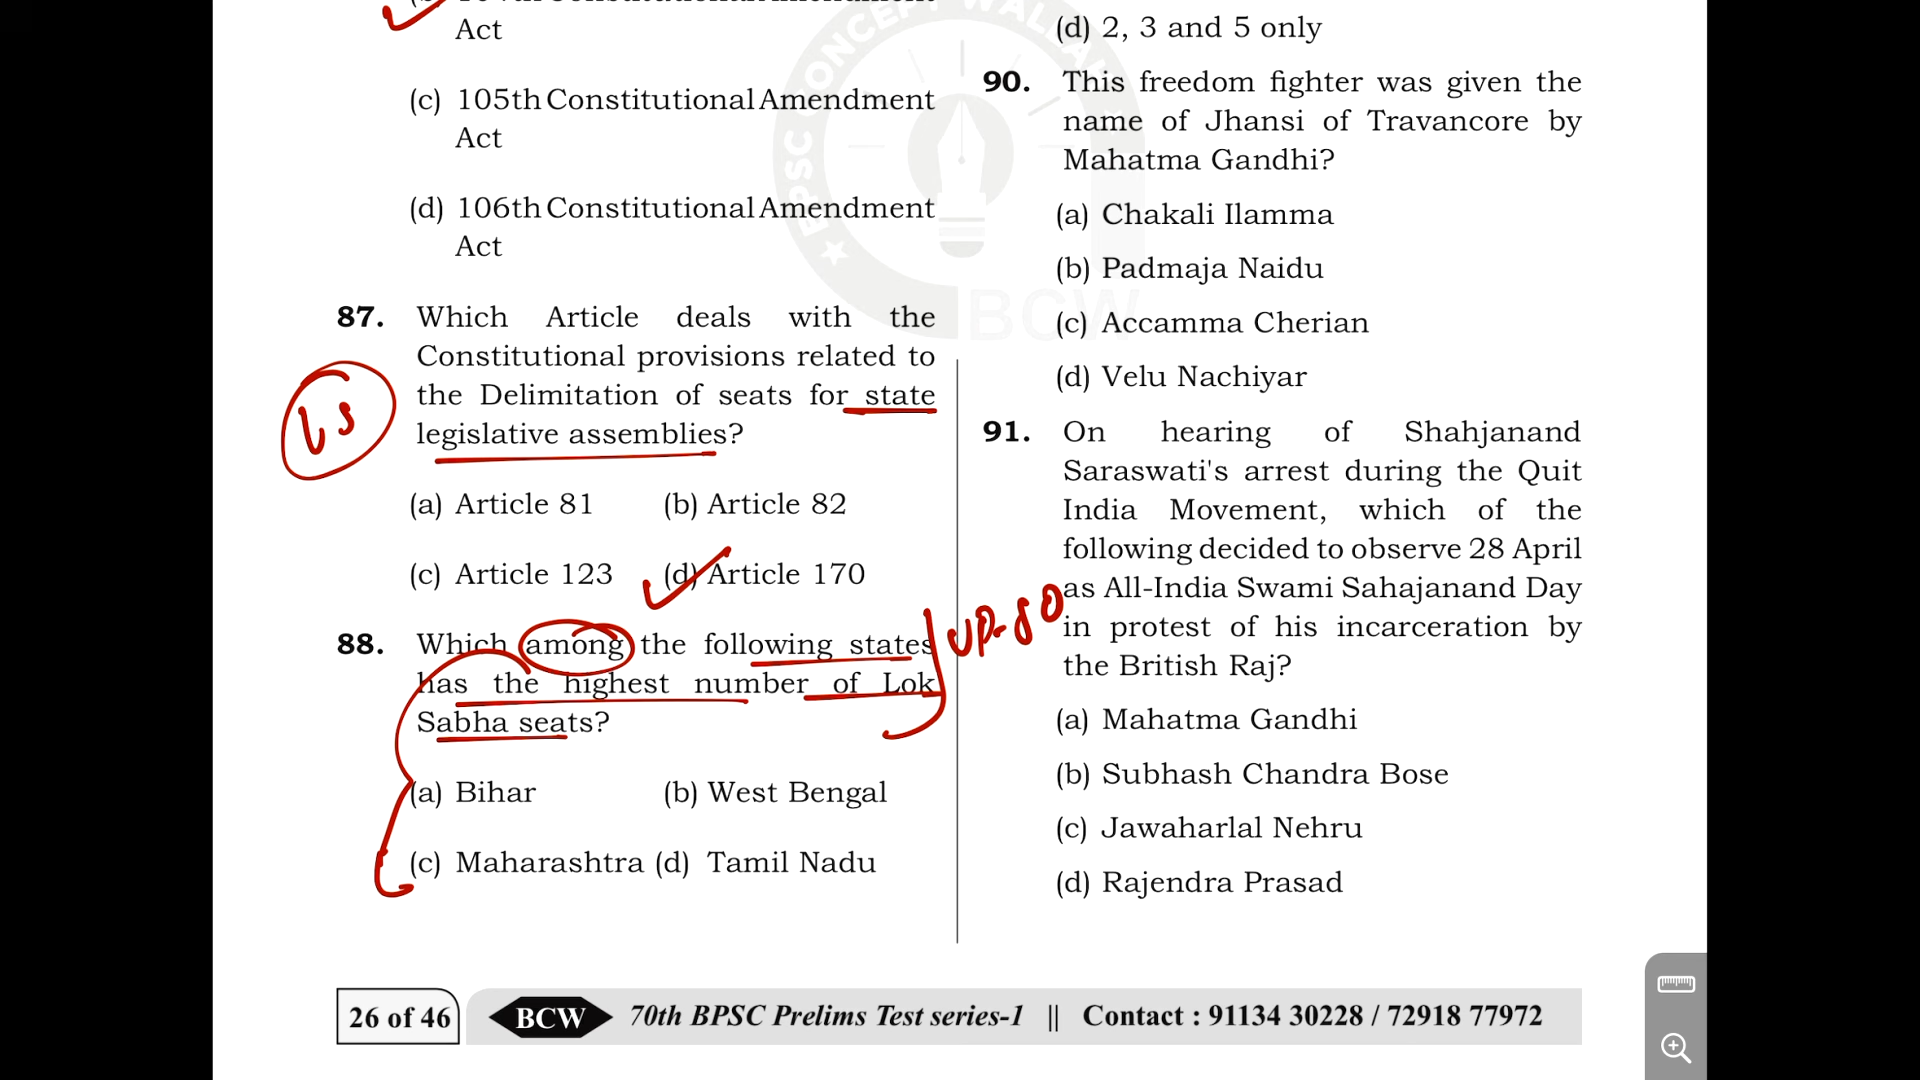 Act
(c) 105th Constitutional Amendment
Act
(d) 106th Constitutional Amendment
Act
87. Which Article deals with the
Constitutional provisions related to
the Delimitation of seats for state
legislative assemblies?
LS
(a) Article 81 (b) Article 82
(c) Article 123 (d) Article 170
88. Which among the following states
has the highest number of Lok
Sabha seats?
UP-80
(a) Bihar (b) West Bengal
(c) Maharashtra (d) Tamil Nadu
(d) 2, 3 and 5 only
90. This freedom fighter was given the
name of Jhansi of Travancore by
Mahatma Gandhi?
(a) Chakali Ilamma
(b) Padmaja Naidu
(c) Accamma Cherian
(d) Velu Nachiyar
91. On hearing of Shahjanand
Saraswati's arrest during the Quit
India Movement, which of the
following decided to observe 28 April
as All-India Swami Sahajanand Day
in protest of his incarceration by
the British Raj?
(a) Mahatma Gandhi
(b) Subhash Chandra Bose
(c) Jawaharlal Nehru
(d) Rajendra Prasad
BPSC CONCEPT WALLAH
BCW
26 of 46 BCW 70th BPSC Prelims Test series-1 || Contact : 91134 30228 / 72918 77972